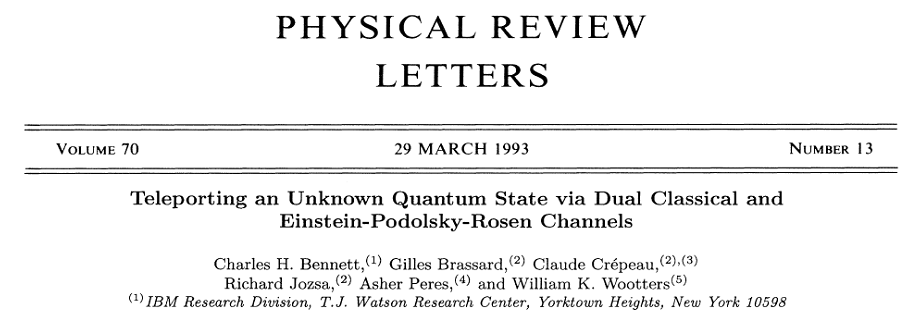 PHYSICAL REVIEW
LETTERS
VOLUME 70 29 MARCH 1993 NUMBER 13
Teleporting an Unknown Quantum State via Dual Classical and
Einstein-Podolsky-Rosen Channels
Charles H. Bennett,(1) Gilles Brassard,(2) Claude Crépeau,(2),(3)
Richard Jozsa,(2) Asher Peres,(4) and William K. Wootters(5)
(1)IBM Research Division, T.J. Watson Research Center, Yorktown Heights, New York 10598